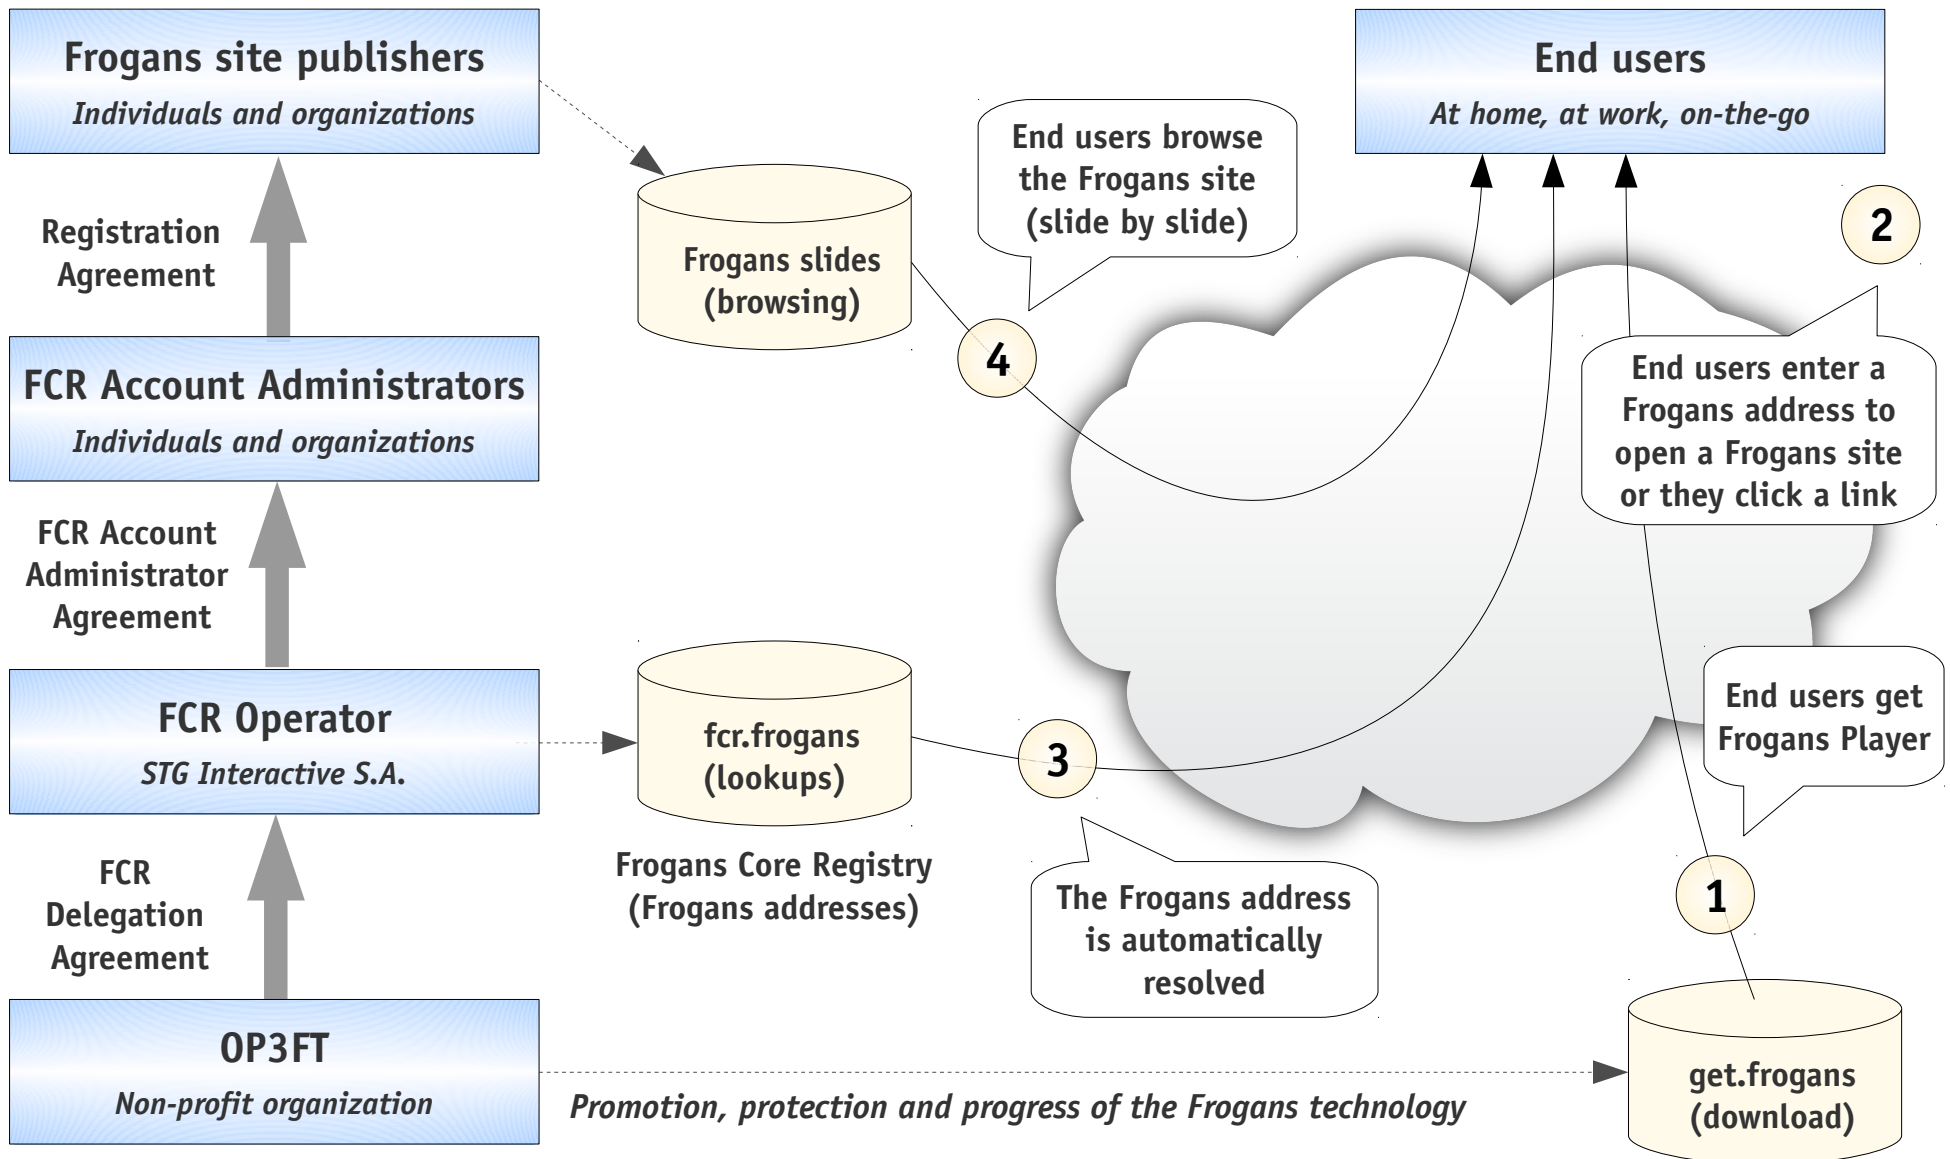 Frogans site publishers
Individuals and organizations
Registration
Agreement
FCR Account Administrators
Individuals and organizations
FCR Account
Administrator
Agreement
FCR Operator
STG Interactive S.A.
FCR
Delegation
Agreement
OP3FT
Non-profit organization
Frogans slides
(browsing)
fcr.frogans
(lookups)
Frogans Core Registry
(Frogans addresses)
Promotion, protection and progress of the Frogans technology
End users browse
the Frogans site
(slide by slide)
4
3
The Frogans address
is automatically
resolved
End users
At home, at work, on-the-go
2
End users enter a
Frogans address to
open a Frogans site
or they click a link
End users get
Frogans Player
1
get.frogans
(download)